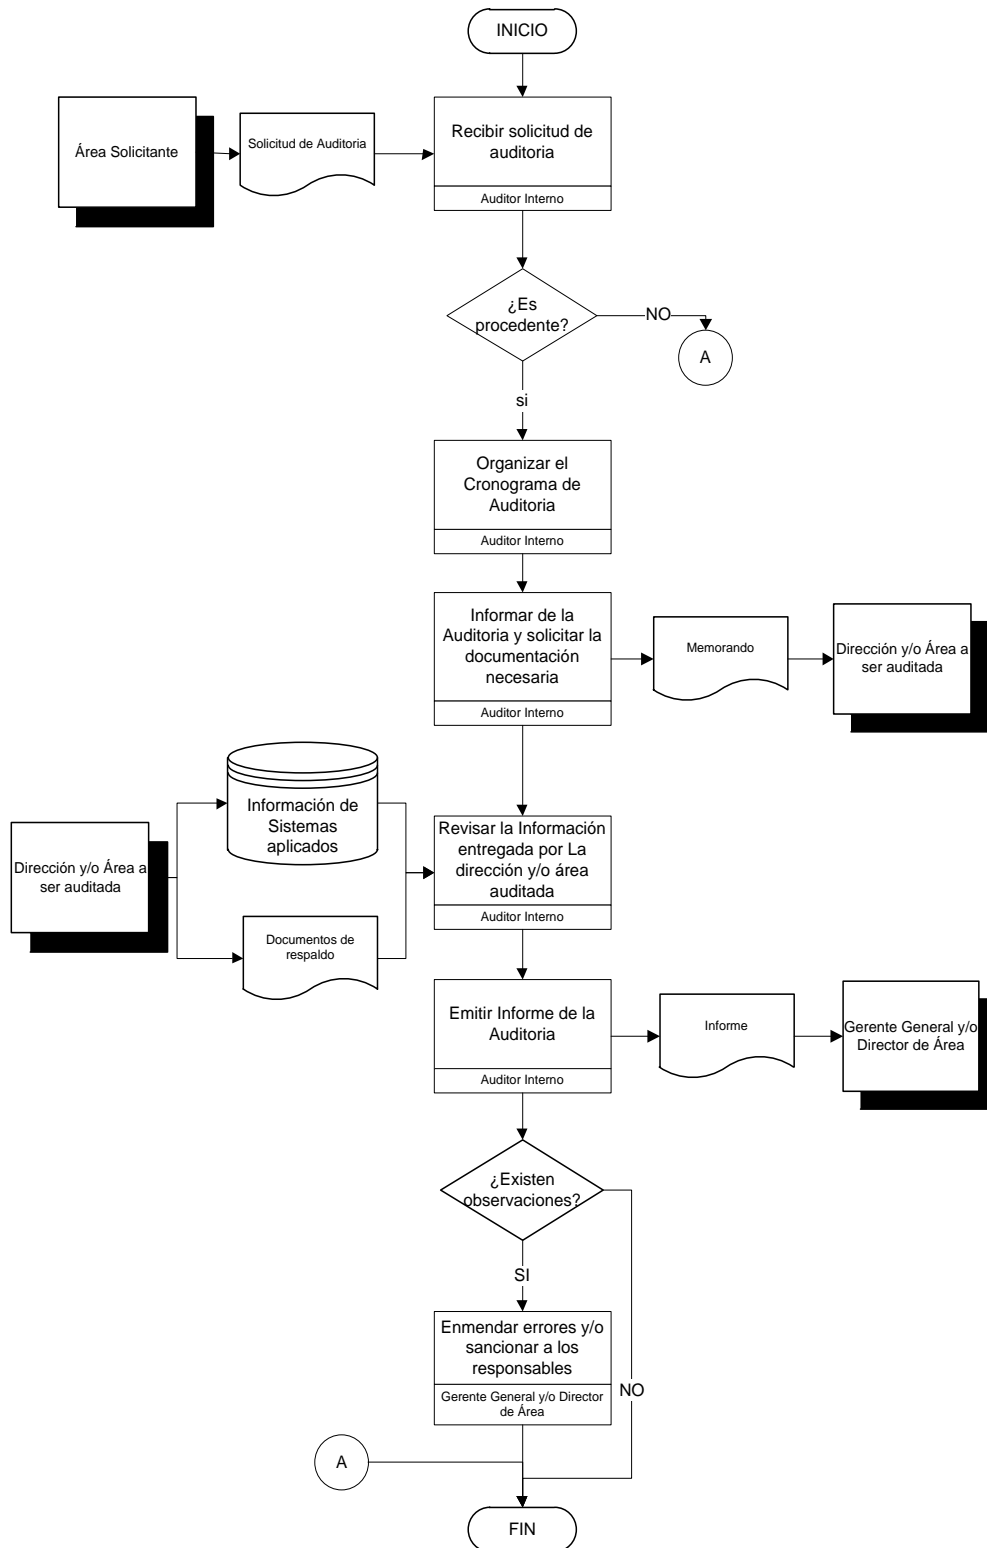 INICIO
Área Solicitante
Solicitud de Auditoria
Recibir solicitud de
auditoria
Auditor Interno
¿Es
procedente?
NO
A
si
Organizar el
Cronograma de
Auditoria
Auditor Interno
Informar de la
Auditoria y solicitar la
documentación
necesaria
Auditor Interno
Memorando
Dirección y/o Área a
ser auditada
Dirección y/o Área a
ser auditada
Información de
Sistemas
aplicados
Documentos de
respaldo
Revisar la Información
entregada por La
dirección y/o área
auditada
Auditor Interno
Emitir Informe de la
Auditoria
Auditor Interno
Informe
Gerente General y/o
Director de Área
¿Existen
observaciones?
SI
Enmendar errores y/o
sancionar a los
responsables
Gerente General y/o Director
de Área
NO
A
FIN